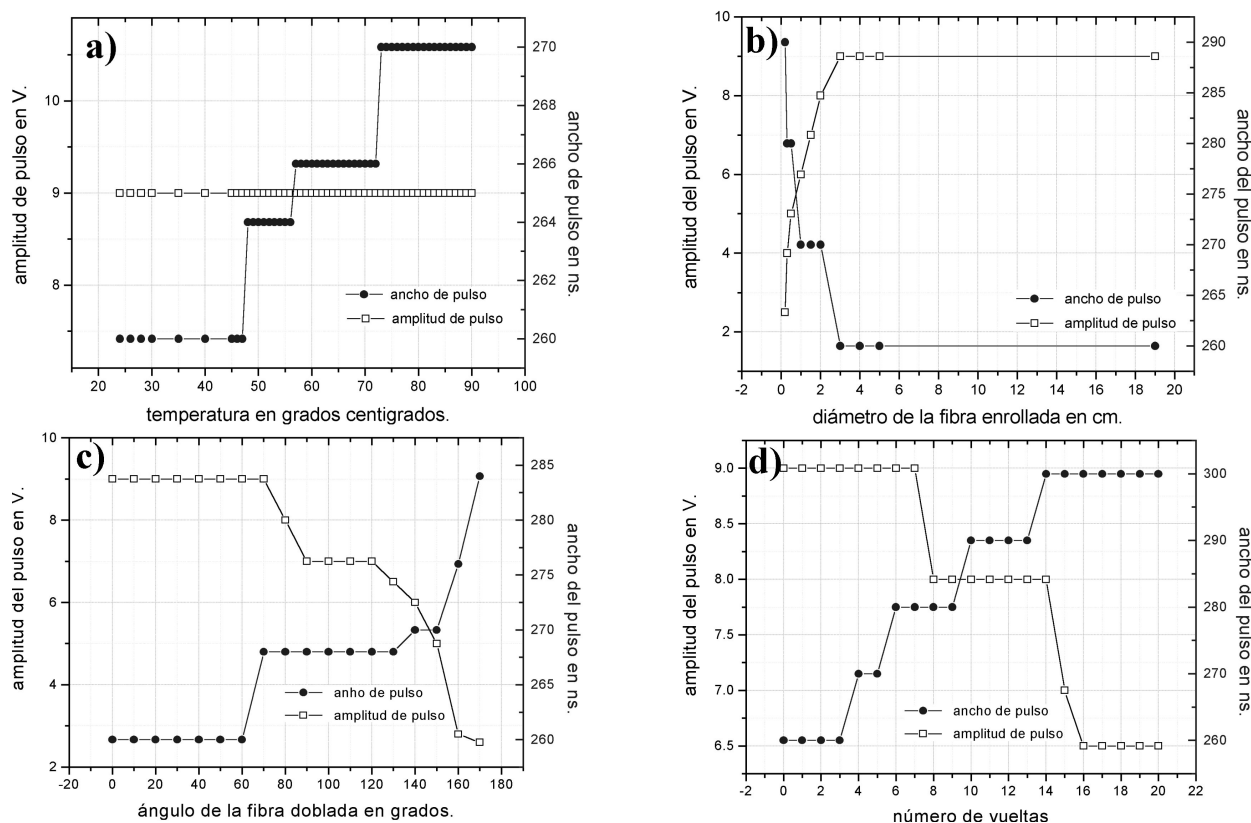 a)
amplitud de pulso en V.
10
9
8
270
268
266
264
262
260
ancho de pulso en ns.
ancho de pulso
amplitud de pulso
20 30 40 50 60 70 80 90 100
temperatura en grados centigrados.
b)
amplitud del pulso en V.
10
8
6
4
2
290
285
280
275
270
265
260
ancho del pulso en ns.
ancho de pulso
amplitud de pulso
-2 0 2 4 6 8 10 12 14 16 18 20
diámetro de la fibra enrollada en cm.
c)
amplitud del pulso en V.
10
8
6
4
2
285
280
275
270
265
260
ancho del pulso en ns.
anho de pulso
amplitud de pulso
-20 0 20 40 60 80 100 120 140 160 180
ángulo de la fibra doblada en grados.
d)
amplitud del pulso en V.
9.0
8.5
8.0
7.5
7.0
6.5
300
290
280
270
260
ancho del pulso en ns.
ancho de pulso
amplitud de pulso
-2 0 2 4 6 8 10 12 14 16 18 20 22
número de vueltas